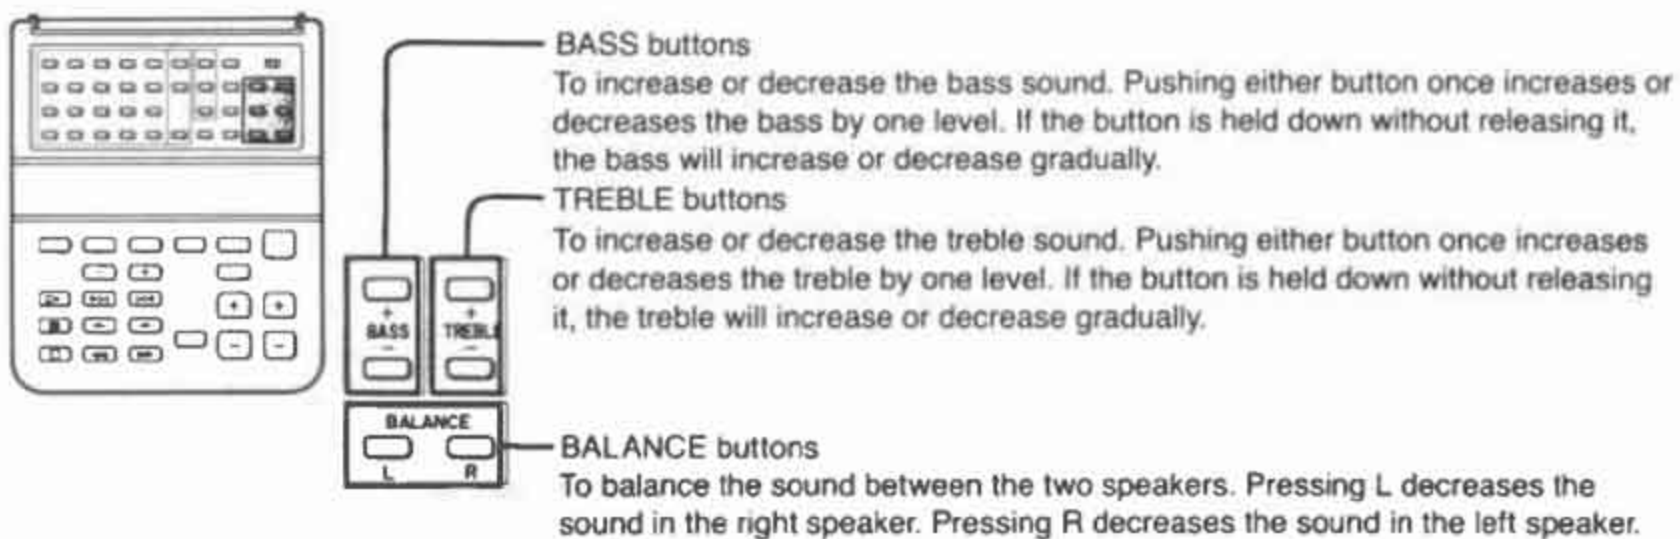 BASS buttons
To increase or decrease the bass sound. Pushing either button once increases or
decreases the bass by one level. If the button is held down without releasing it,
the bass will increase or decrease gradually.
TREBLE buttons
To increase or decrease the treble sound. Pushing either button once increases
or decreases the treble by one level. If the button is held down without releasing
it, the treble will increase or decrease gradually.
+ +
BASS TREBLE
− −
BALANCE
L R
BALANCE buttons
To balance the sound between the two speakers. Pressing L decreases the
sound in the right speaker. Pressing R decreases the sound in the left speaker.